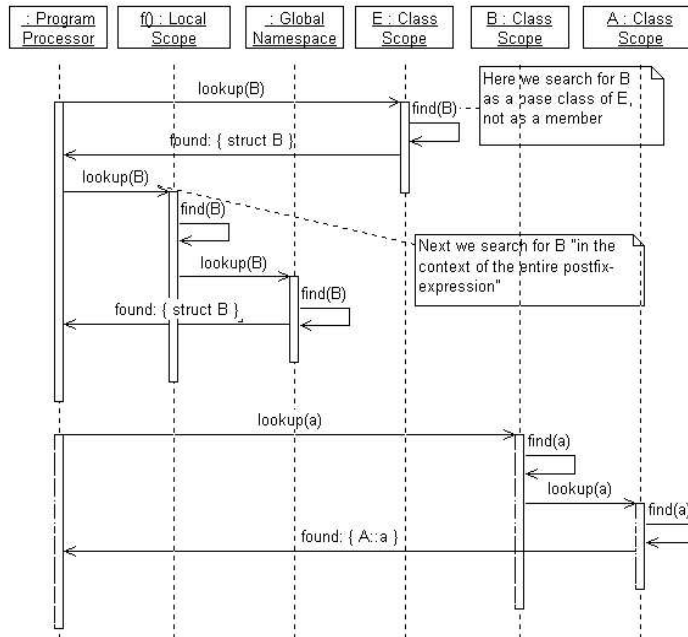 : Program
Processor
f() : Local
Scope
: Global
Namespace
E : Class
Scope
B : Class
Scope
A : Class
Scope
lookup(B)
find(B)
Here we search for B
as a base class of E,
not as a member
found: { struct B }
lookup(B)
find(B)
Next we search for B "in the
context of the entire postfix-
expression"
lookup(B)
find(B)
found: { struct B }
lookup(a)
find(a)
lookup(a)
find(a)
found: { A::a }